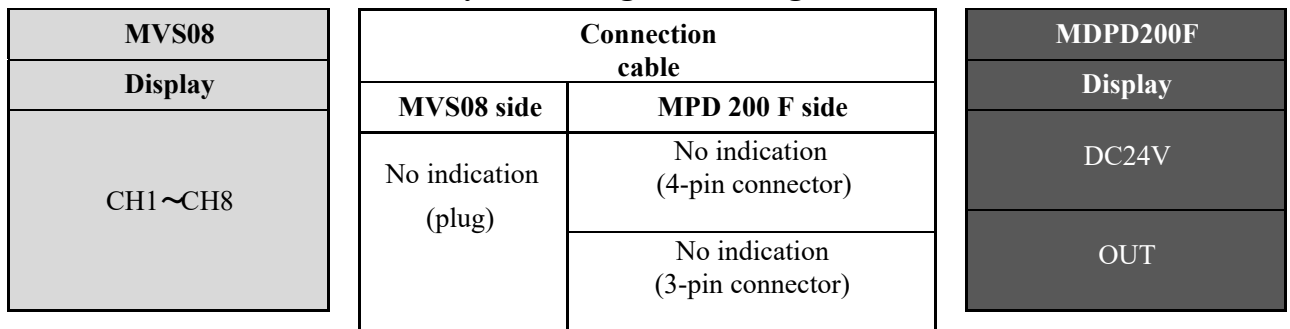 MVS08
Display
CH1～CH8
Connection
cable
MVS08 side
MPD 200 F side
No indication
(plug)
No indication
(4-pin connector)
No indication
(3-pin connector)
MDPD200F
Display
DC24V
OUT